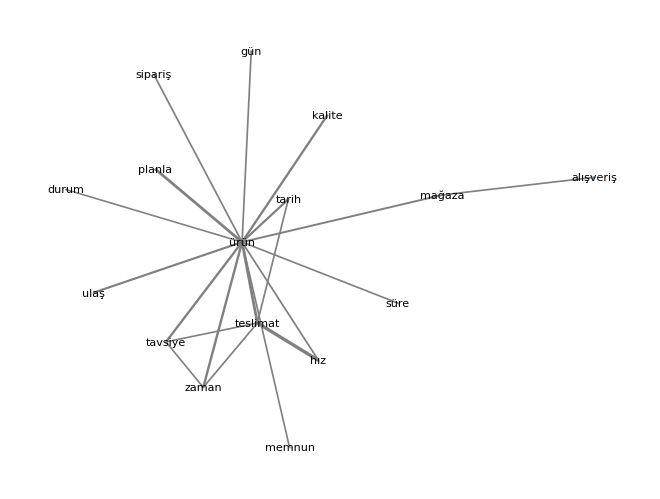 gün
sipariş
kalite
planla
alışveriş
durum
mağaza
tarih
ürün
ulaş
süre
teslimat
tavsiye
hız
zaman
memnun